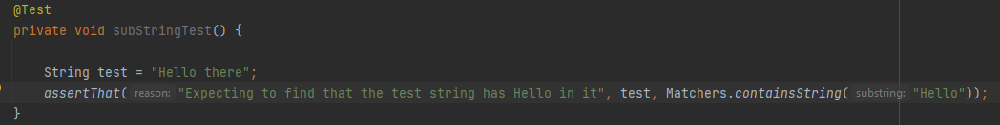 @Test
private void subStringTest() {
String test = "Hello there";
assertThat( reason: "Expecting to find that the test string has Hello in it", test, Matchers.containsString( substring: "Hello"));
}